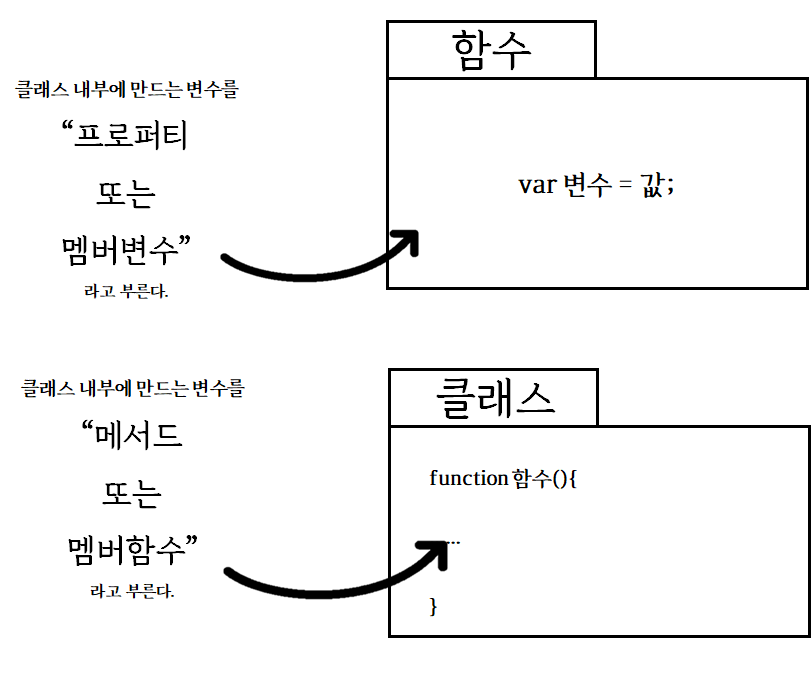 함수
클래스 내부에 만드는 변수를
“프로퍼티
또는
멤버변수”
라고 부른다.
var 변수 = 값;
클래스
클래스 내부에 만드는 변수를
“메서드
또는
멤버함수”
라고 부른다.
function 함수(){
...
}